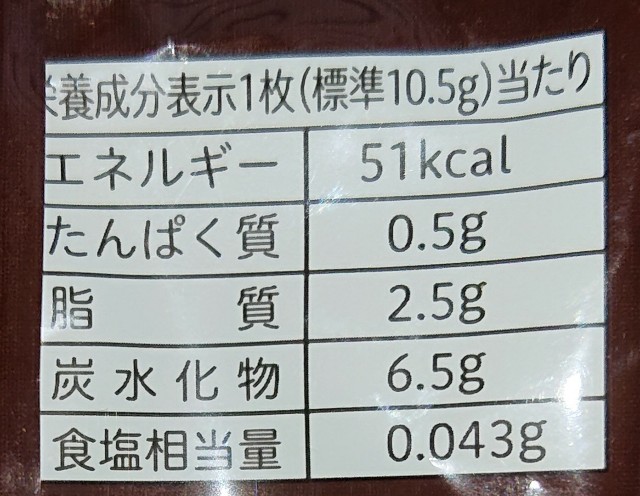 栄養成分表示1枚(標準10.5g)当たり
エネルギー 51kcal
たんぱく質 0.5g
脂質 2.5g
炭水化物 6.5g
食塩相当量 0.043g